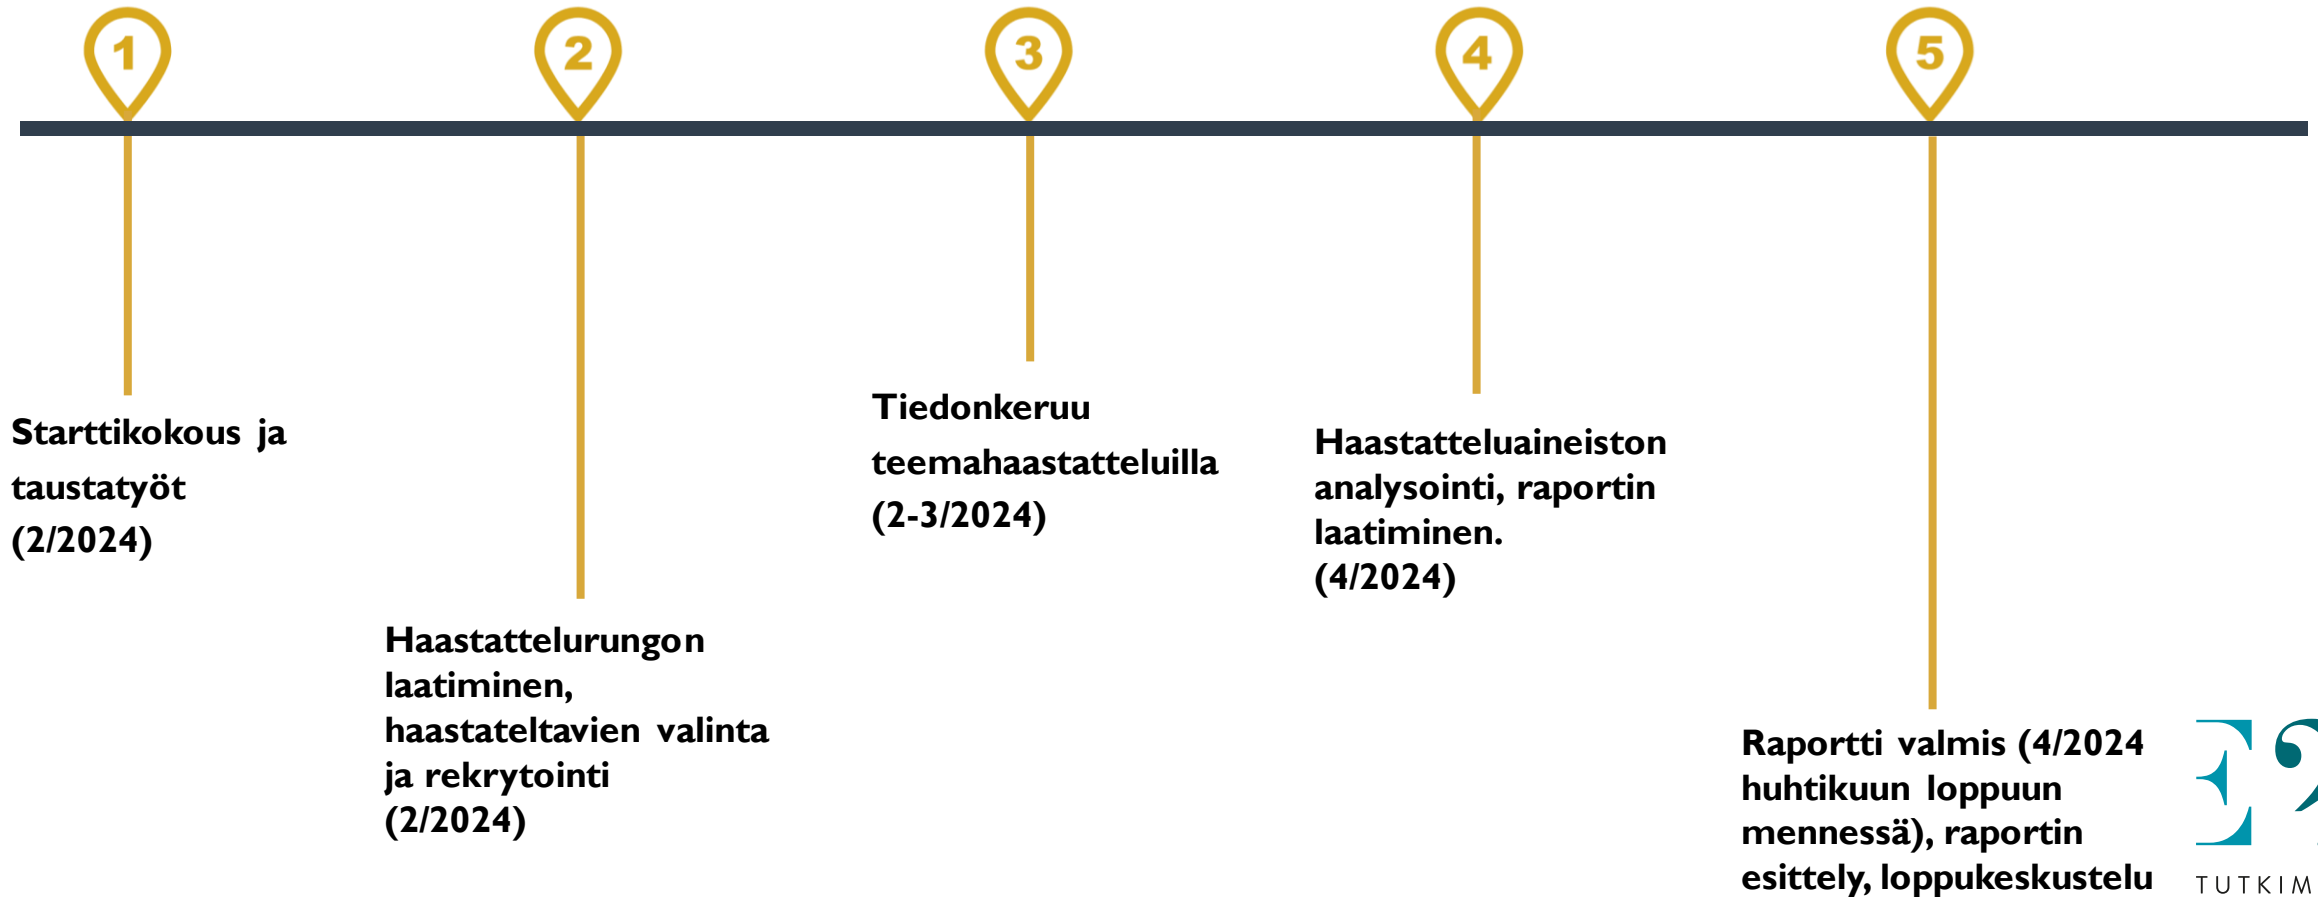 1
2
3
4
5
Starttikokous ja
taustatyöt
(2/2024)
Haastattelurungon
laatiminen,
haastateltavien valinta
ja rekrytointi
(2/2024)
Tiedonkeruu
teemahaastatteluilla
(2-3/2024)
Haastatteluaineiston
analysointi, raportin
laatiminen.
(4/2024)
Raportti valmis (4/2024
huhtikuun loppuun
mennessä), raportin
esittely, loppukeskustelu
E2
TUTKIM